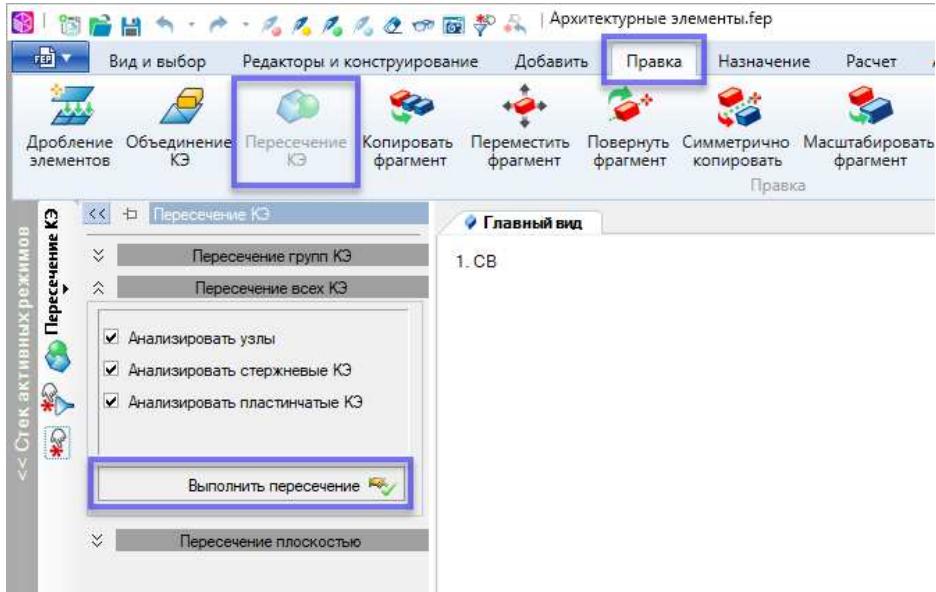 Архитектурные элементы.fep
FEP
Вид и выбор Редакторы и конструирование Добавить Правка Назначение Расчет
Дробление элементов
Объединение КЭ
Пересечение КЭ
Копировать фрагмент
Переместить фрагмент
Повернуть фрагмент
Симметрично копировать
Масштабировать фрагмент
Правка
<< Стек активных режимов
Пересечение КЭ
<< Пересечение КЭ
Пересечение групп КЭ
Пересечение всех КЭ
Анализировать узлы
Анализировать стержневые КЭ
Анализировать пластинчатые КЭ
Выполнить пересечение
Пересечение плоскостью
Главный вид
1. СВ